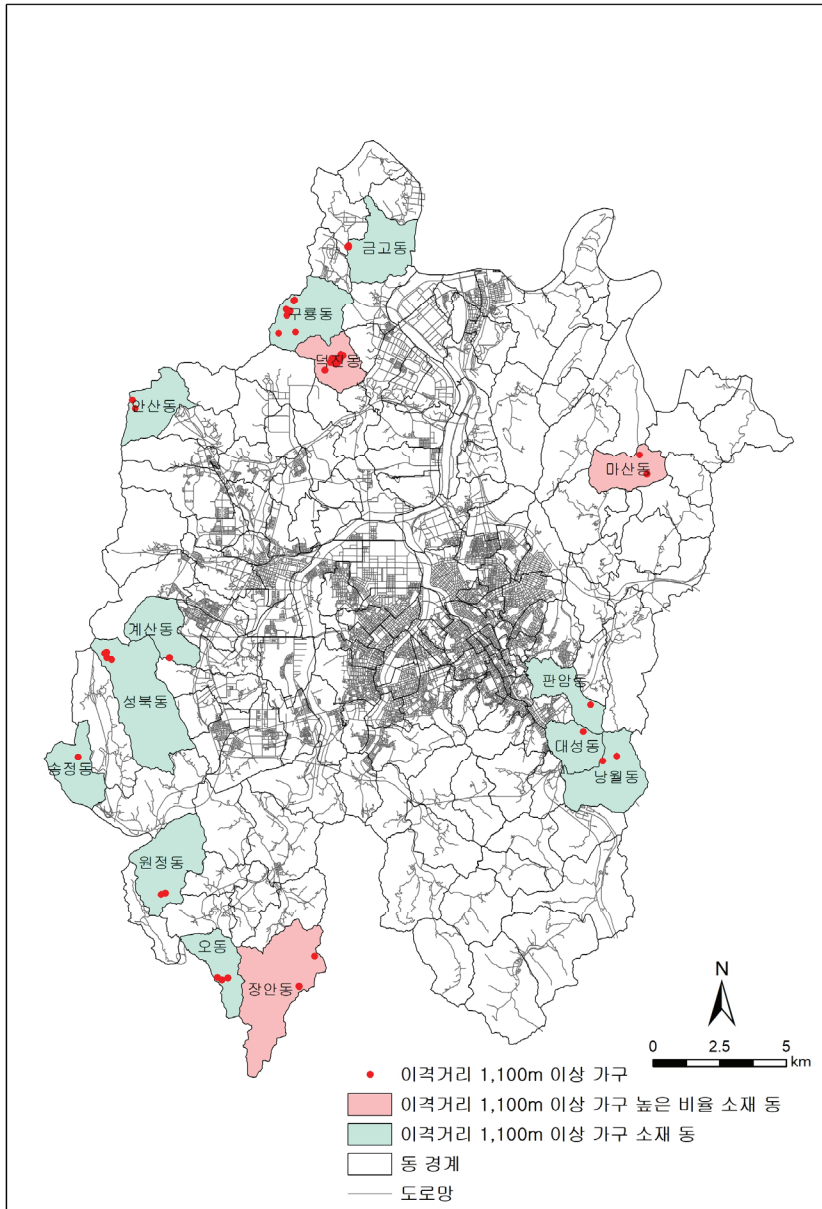 금고동
구룡동
덕진동
안산동
마산동
계산동
성북동
판암동
대성동
낭월동
송정동
원정동
오동
장안동
N
0 2.5 5
km
이격거리 1,100m 이상 가구
이격거리 1,100m 이상 가구 높은 비율 소재 동
이격거리 1,100m 이상 가구 소재 동
동 경계
도로망